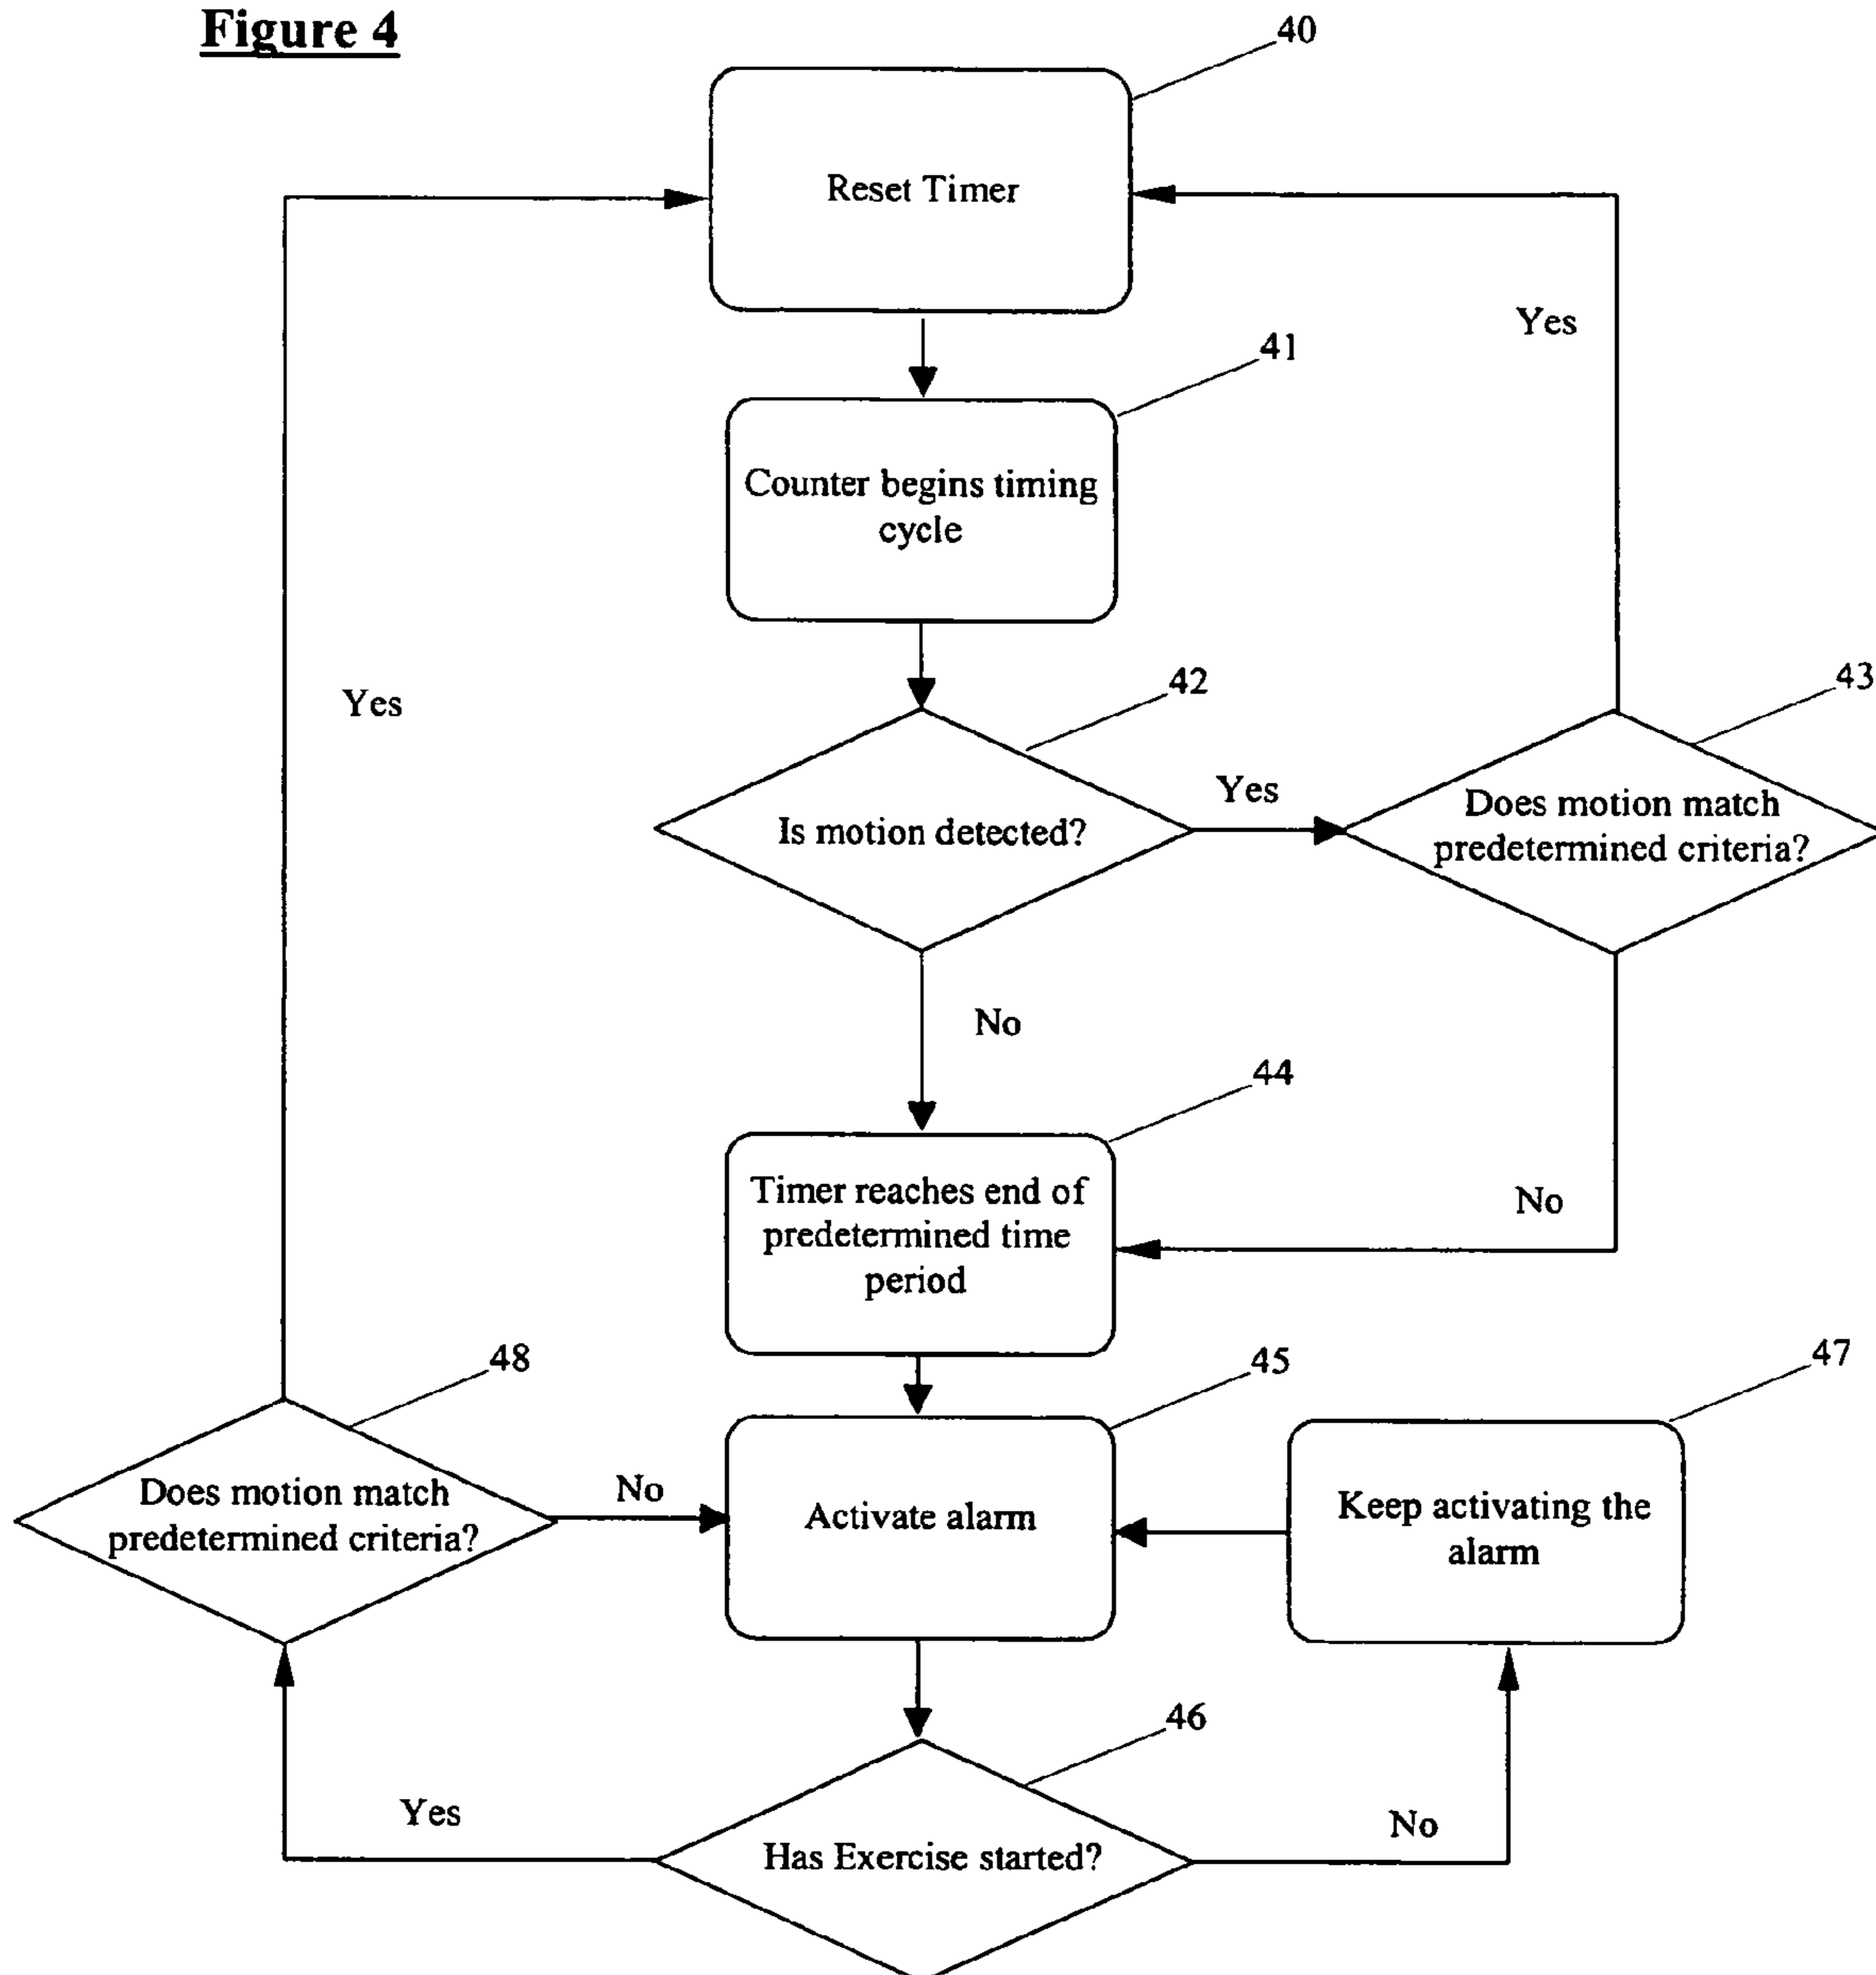 Figure 4
40
Reset Timer
Yes
41
Counter begins timing
cycle
Yes
42
43
Is motion detected?
Yes
Does motion match
predetermined criteria?
No
44
Timer reaches end of
predetermined time
period
No
48
45
47
Does motion match
predetermined criteria?
No
Activate alarm
Keep activating the
alarm
46
Yes
Has Exercise started?
No